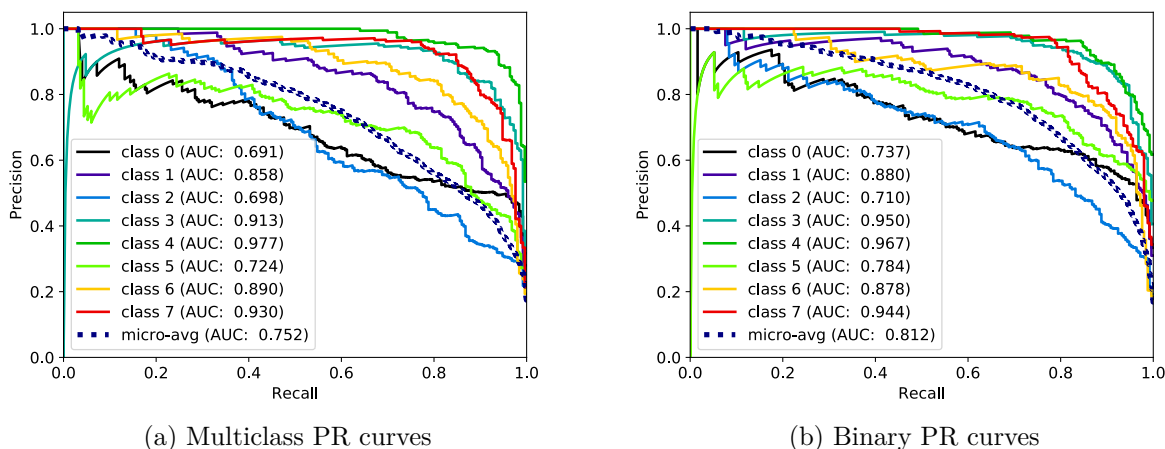 1.0
0.8
0.6
0.4
0.2
0.0
Precision
class 0 (AUC: 0.691)
class 1 (AUC: 0.858)
class 2 (AUC: 0.698)
class 3 (AUC: 0.913)
class 4 (AUC: 0.977)
class 5 (AUC: 0.724)
class 6 (AUC: 0.890)
class 7 (AUC: 0.930)
micro-avg (AUC: 0.752)
0.0 0.2 0.4 0.6 0.8 1.0
Recall
(a) Multiclass PR curves
1.0
0.8
0.6
0.4
0.2
0.0
Precision
class 0 (AUC: 0.737)
class 1 (AUC: 0.880)
class 2 (AUC: 0.710)
class 3 (AUC: 0.950)
class 4 (AUC: 0.967)
class 5 (AUC: 0.784)
class 6 (AUC: 0.878)
class 7 (AUC: 0.944)
micro-avg (AUC: 0.812)
0.0 0.2 0.4 0.6 0.8 1.0
Recall
(b) Binary PR curves